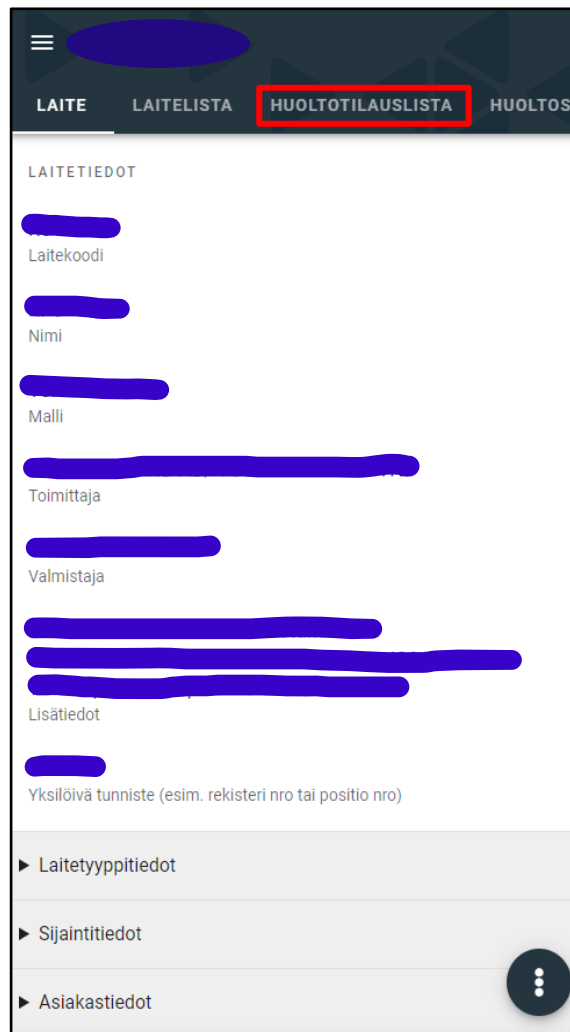 LAITE LAITELISTA HUOLTOTILAUSLISTA HUOLTOS
LAITETIEDOT
Laitekoodi
Nimi
Malli
Toimittaja
Valmistaja
Lisätiedot
Yksilöivä tunniste (esim. rekisteri nro tai positio nro)
Laitetyyppitiedot
Sijaintitiedot
Asiakastiedot